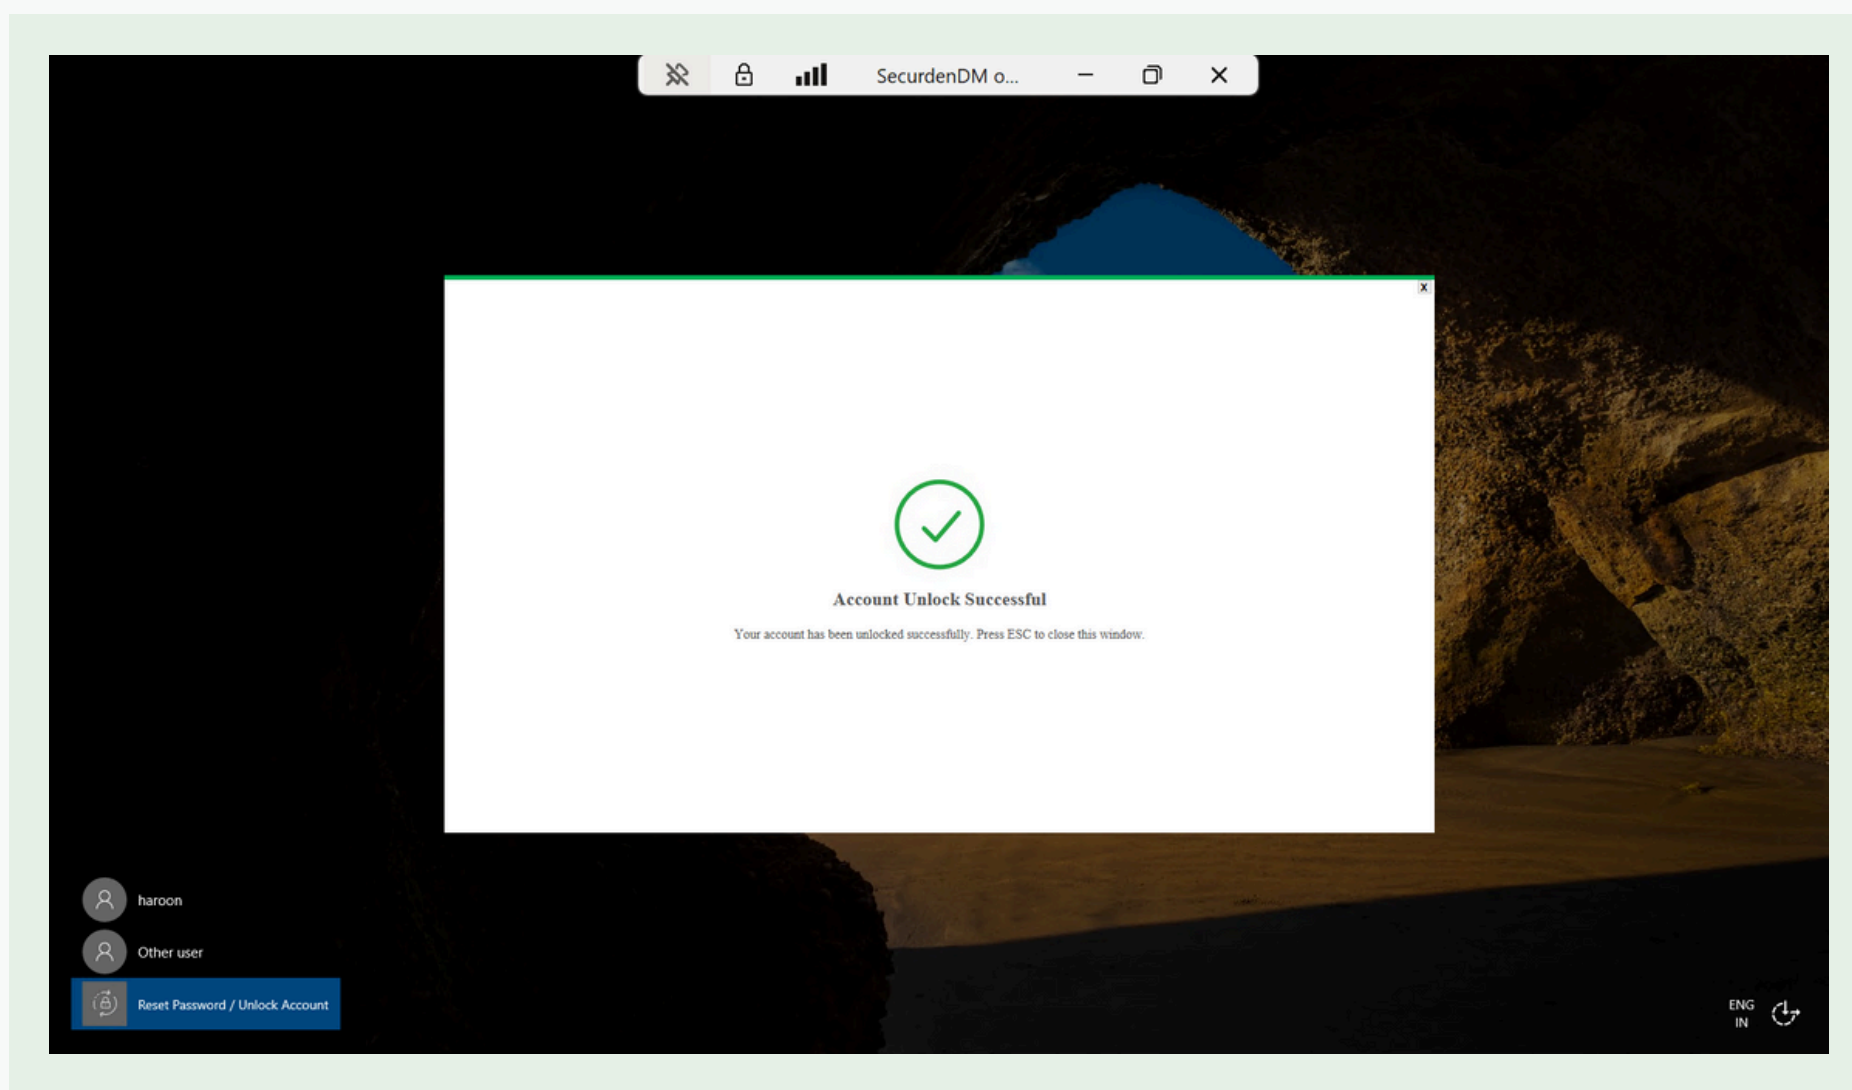 SecurdenDM o...
X
Account Unlock Successful
Your account has been unlocked successfully. Press ESC to close this window.
haroon
Other user
Reset Password / Unlock Account
ENG
IN